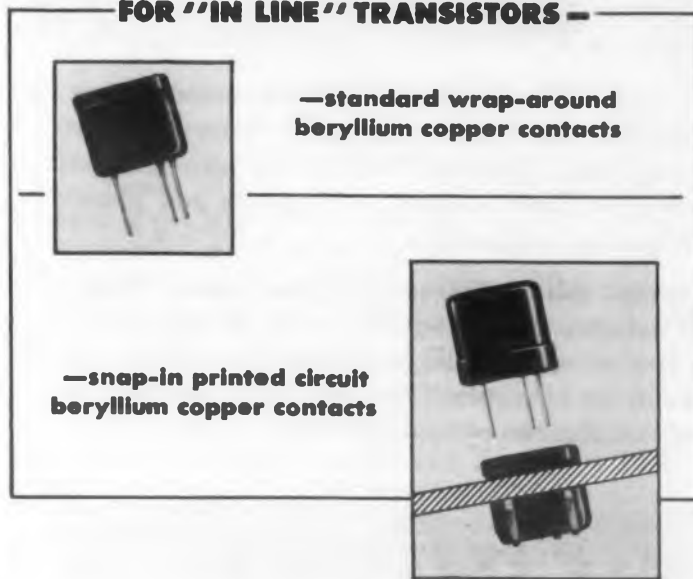 FOR "IN LINE" TRANSISTORS —
—standard wrap-around
beryllium copper contacts
—snap-in printed circuit
beryllium copper contacts